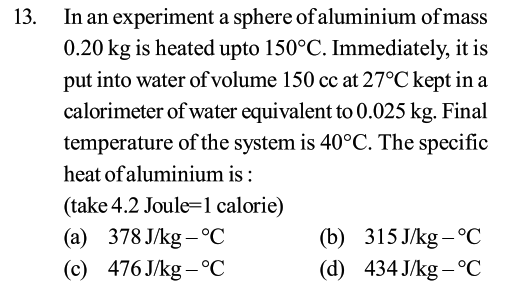 13. In an experiment a sphere of aluminium of mass
0.20 kg is heated upto 150°C. Immediately, it is
put into water of volume 150 cc at 27°C kept in a
calorimeter of water equivalent to 0.025 kg. Final
temperature of the system is 40°C. The specific
heat of aluminium is :
(take 4.2 Joule=1 calorie)
(a) 378 J/kg – °C (b) 315 J/kg – °C
(c) 476 J/kg – °C (d) 434 J/kg – °C